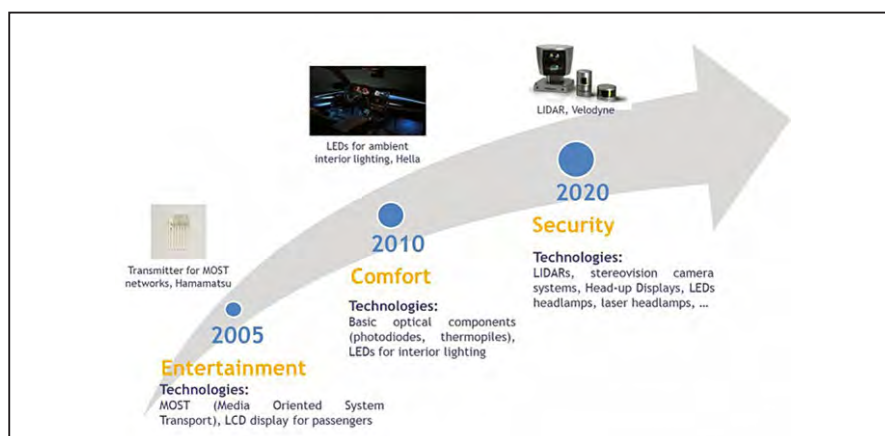 Transmitter for MOST
networks, Hamamatsu
2005
Entertainment
Technologies:
MOST (Media Oriented System
Transport), LCD display for passengers
LEDs for ambient
interior lighting, Hella
2010
Comfort
Technologies:
Basic optical components
(photodiodes, thermopiles),
LEDs for interior lighting
LIDAR, Velodyne
2020
Security
Technologies:
LIDARs, stereovision camera
systems, Head-up Displays, LEDs
headlamps, laser headlamps, ...